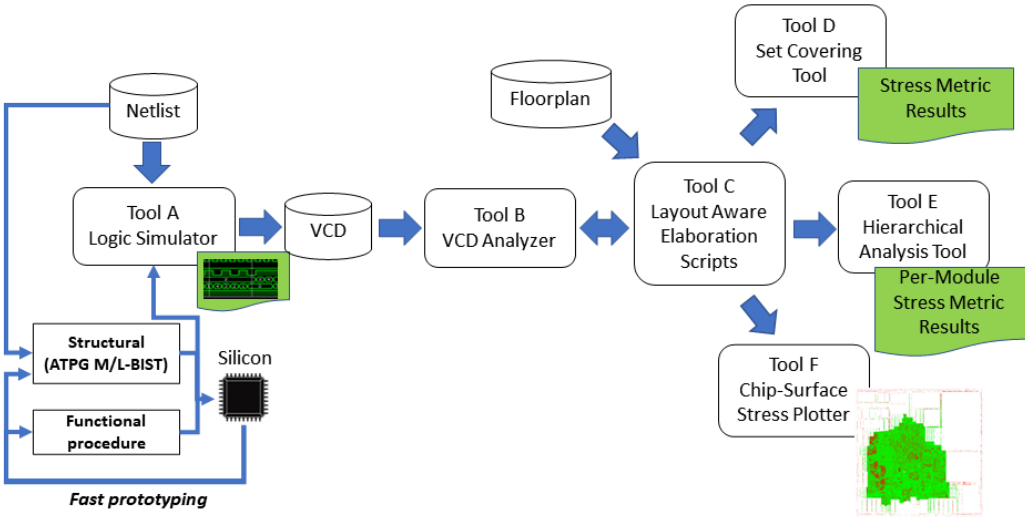 Tool D
Set Covering
Tool
Stress Metric
Results
Floorplan
Netlist
Tool A
Logic Simulator
VCD
Tool B
VCD Analyzer
Tool C
Layout Aware
Elaboration
Scripts
Tool E
Hierarchical
Analysis Tool
Per-Module
Stress Metric
Results
Structural
(ATPG M/L-BIST)
Silicon
Functional
procedure
Fast prototyping
Tool F
Chip-Surface
Stress Plotter